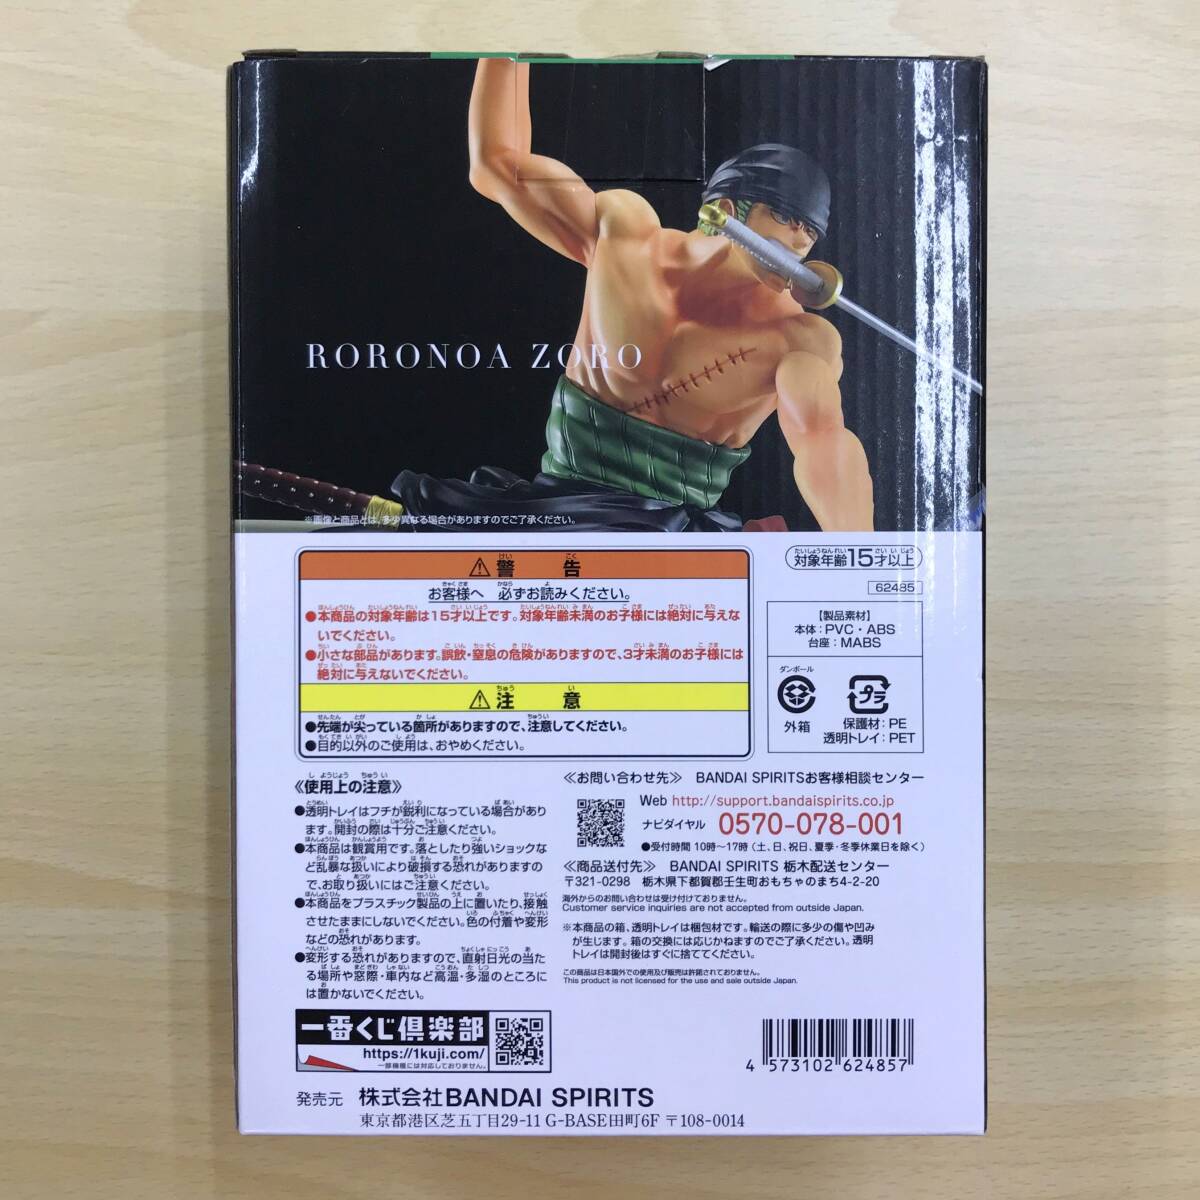 RORONOA ZORO
※画像と商品とは、多少異なる場合がありますのでご了承ください。
警告
お客様へ 必ずお読みください。
●本商品の対象年齢は15才以上です。対象年齢未満のお子様には絶対に与えな
いでください。
●小さな部品があります。誤飲・窒息の危険がありますので、3才未満のお子様には
絶対に与えないでください。
注意
●先端が尖っている箇所がありますので、注意してください。
●目的以外のご使用は、おやめください。
対象年齢15才以上
62485
【製品素材】
本体:PVC・ABS
台座:MABS
ダンボール
外箱
プラ
保護材:PE
透明トレイ:PET
《使用上の注意》
●透明トレイはフチが鋭利になっている場合があり
ます。開封の際は十分ご注意ください。
●本商品は観賞用です。落としたり強いショックな
ど乱暴な扱いにより破損する恐れがありますの
で、お取り扱いにはご注意ください。
●本商品をプラスチック製品の上に置いたり、接触
させたままにしないでください。色の付着や変形
などの恐れがあります。
●変形する恐れがありますので、直射日光の当た
る場所や窓際・車内など高温・多湿のところに
は置かないでください。
≪お問い合わせ先≫ BANDAI SPIRITSお客様相談センター
Web http://support.bandaispirits.co.jp
ナビダイヤル 0570-078-001
●受付時間 10時〜17時(土、日、祝日、夏季・冬季休業日を除く)
≪商品送付先≫ BANDAI SPIRITS 栃木配送センター
〒321-0298 栃木県下都賀郡壬生町おもちゃのまち4-2-20
海外からのお問い合わせは受け付けておりません。
Customer service inquiries are not accepted from outside Japan.
※本商品の箱、透明トレイは梱包材です。輸送の際に多少の傷や凹み
が生じます。箱の交換には応じかねますのでご了承ください。透明
トレイは開封後はすぐに捨ててください。
この商品は日本国外での使用及び販売は許諾されておりません。
This product is not licensed for the use and sale outside Japan.
一番くじ倶楽部
https://1kuji.com/
一部機種には対応しておりません。
4 573102 624857
発売元 株式会社BANDAI SPIRITS
東京都港区芝五丁目29-11 G-BASE田町6F 〒108-0014